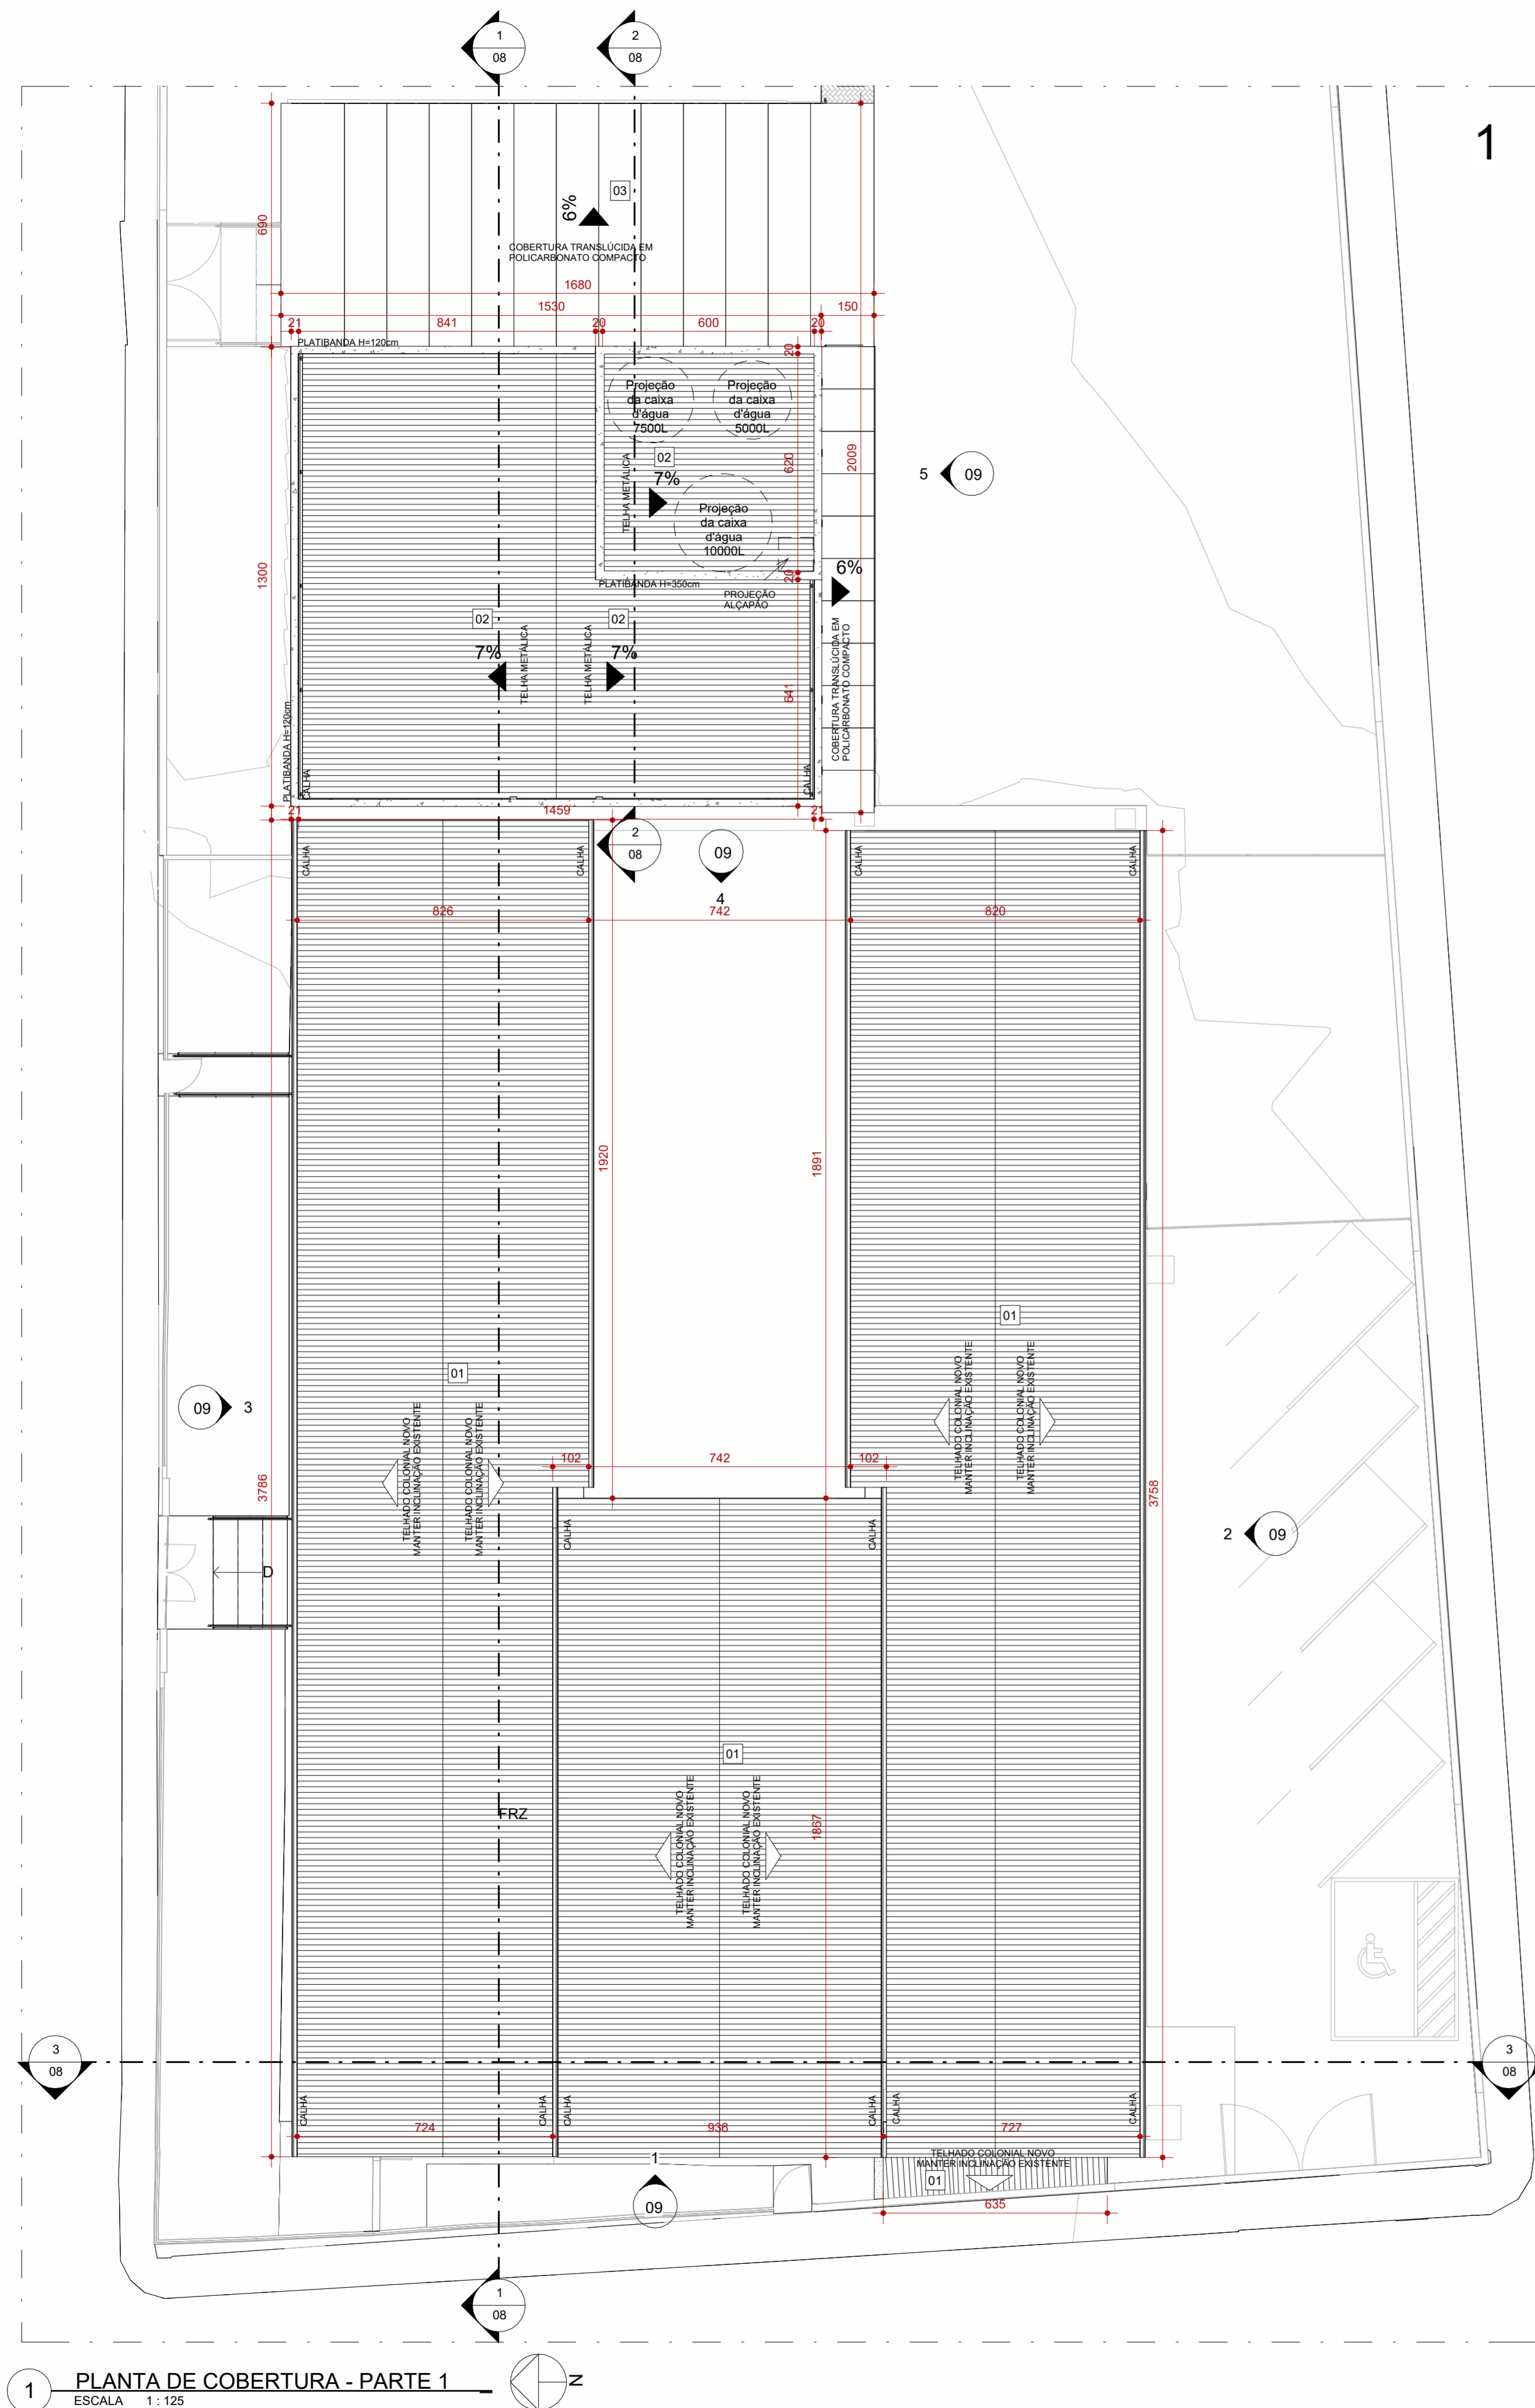 1
08
2
08
1
690
03
6%
COBERTURA TRANSLÚCIDA EM
POLICARBONATO COMPACTO
1680
1530
150
21
841
20
600
20
PLATIBANDA H=120cm
20
Projeção
da caixa
d'água
7500L
Projeção
da caixa
d'água
5000L
02
7%
TELHA METÁLICA
620
2009
5
09
Projeção
da caixa
d'água
10000L
6%
1300
PLATIBANDA H=350cm
20
PROJEÇÃO
ALÇAPÃO
02
02
7%
7%
TELHA METÁLICA
TELHA METÁLICA
641
COBERTURA TRANSLÚCIDA EM
POLICARBONATO COMPACTO
PLATIBANDA H=120cm
CALHA
CALHA
21
1459
21
2
08
09
4
CALHA
CALHA
CALHA
CALHA
826
742
820
1920
1891
01
01
TELHADO COLONIAL NOVO
MANTER INCLINAÇÃO EXISTENTE
TELHADO COLONIAL NOVO
MANTER INCLINAÇÃO EXISTENTE
TELHADO COLONIAL NOVO
MANTER INCLINAÇÃO EXISTENTE
TELHADO COLONIAL NOVO
MANTER INCLINAÇÃO EXISTENTE
09
3
3786
102
742
102
3758
CALHA
CALHA
2
09
D
01
TELHADO COLONIAL NOVO
MANTER INCLINAÇÃO EXISTENTE
TELHADO COLONIAL NOVO
MANTER INCLINAÇÃO EXISTENTE
FRZ
1867
3
08
3
08
CALHA
CALHA
CALHA
CALHA
CALHA
CALHA
724
936
727
1
09
TELHADO COLONIAL NOVO
MANTER INCLINAÇÃO EXISTENTE
01
635
1
08
1
PLANTA DE COBERTURA - PARTE 1
ESCALA 1 : 125
N